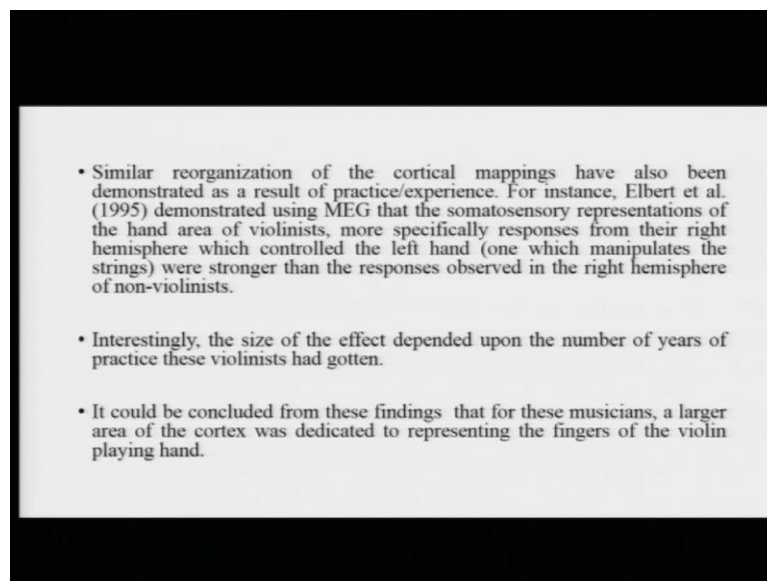 • Similar reorganization of the cortical mappings have also been
demonstrated as a result of practice/experience. For instance, Elbert et al.
(1995) demonstrated using MEG that the somatosensory representations of
the hand area of violinists, more specifically responses from their right
hemisphere which controlled the left hand (one which manipulates the
strings) were stronger than the responses observed in the right hemisphere
of non-violinists.
• Interestingly, the size of the effect depended upon the number of years of
practice these violinists had gotten.
• It could be concluded from these findings that for these musicians, a larger
area of the cortex was dedicated to representing the fingers of the violin
playing hand.